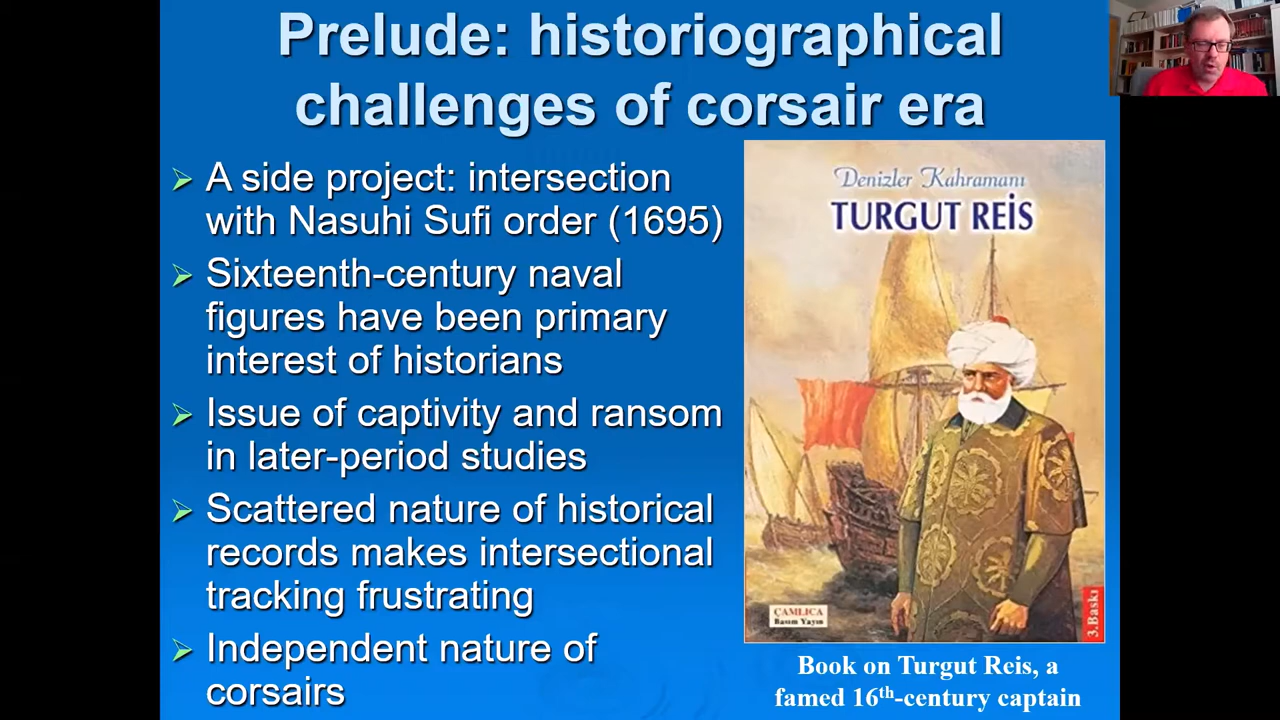 Prelude: historiographical
challenges of corsair era
A side project: intersection
with Nasuhi Sufi order (1695)
Sixteenth-century naval
figures have been primary
interest of historians
Issue of captivity and ransom
in later-period studies
Scattered nature of historical
records makes intersectional
tracking frustrating
Independent nature of
corsairs
Denizler Kahramanı
TURGUT REİS
ÇAMLICA
Basım Yayın
3.Baskı
Book on Turgut Reis, a
famed 16th-century captain